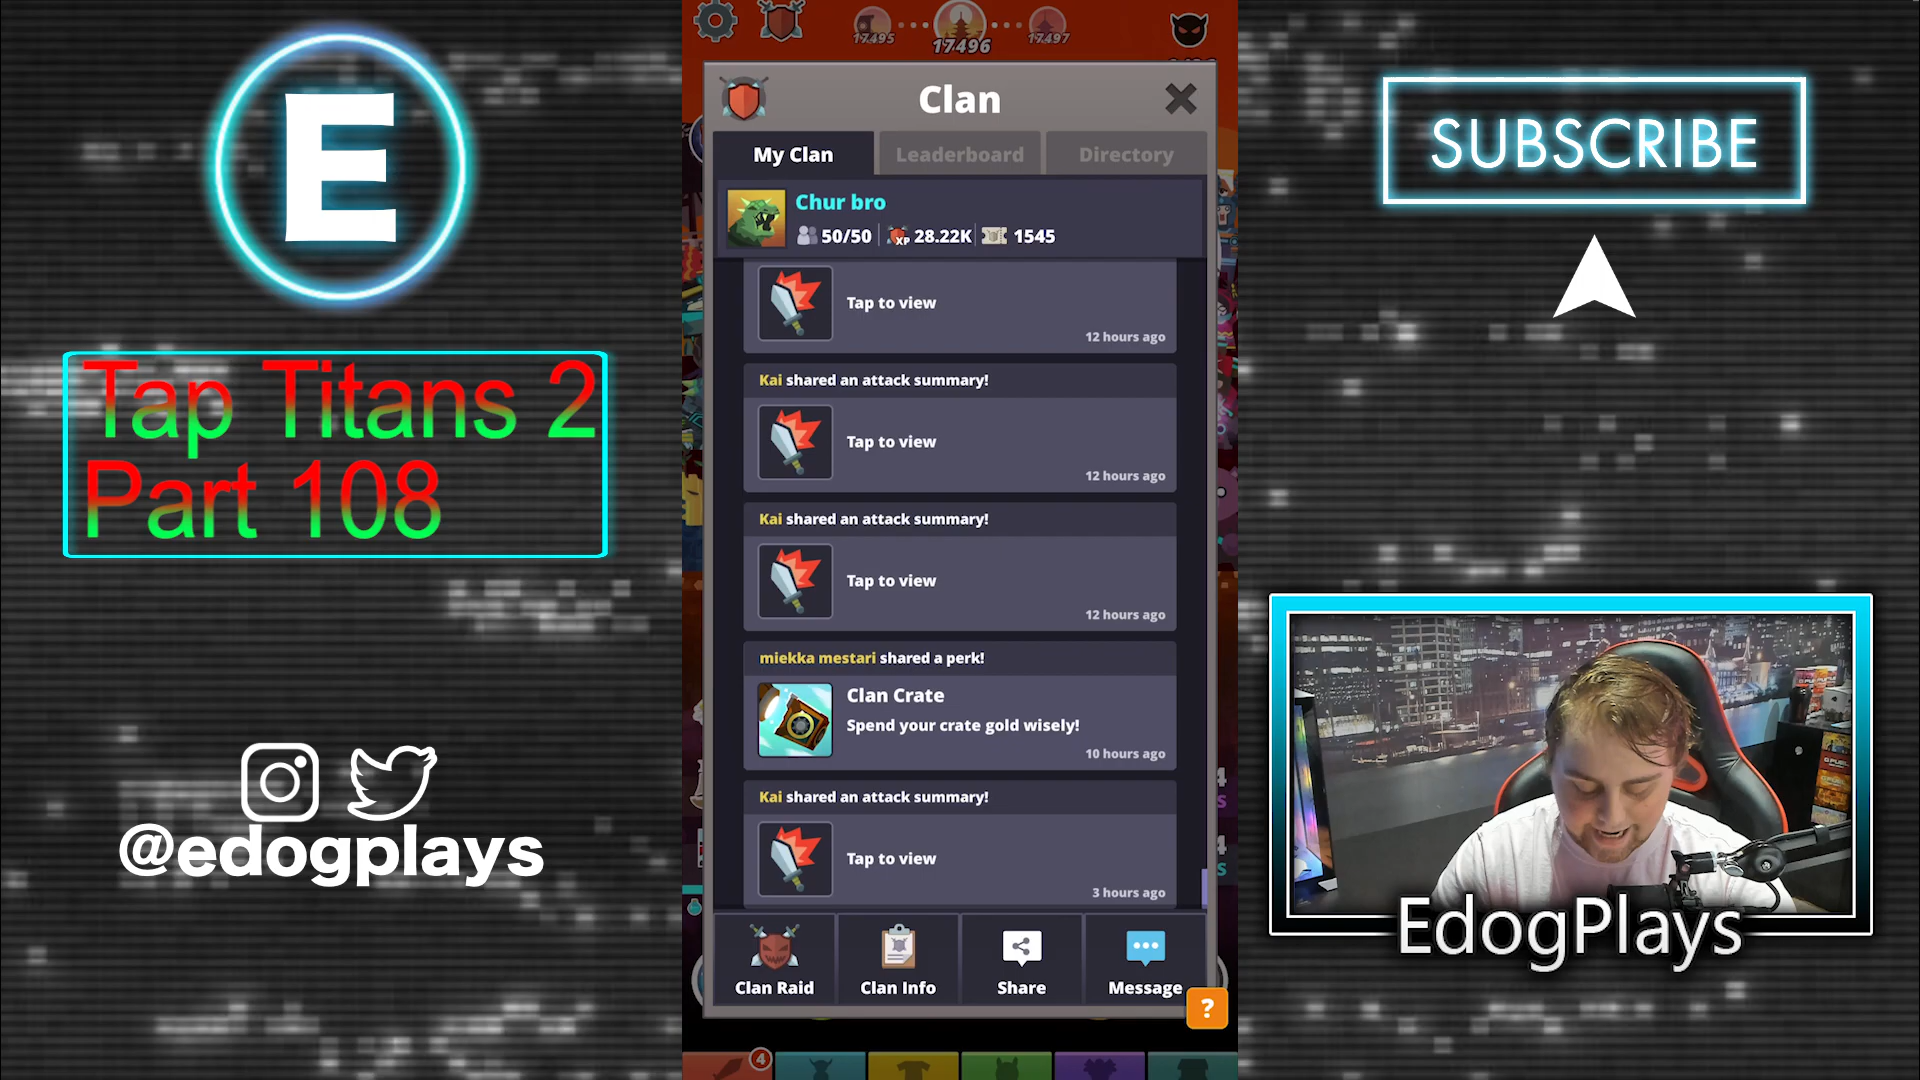 E
Tap Titans 2
Part 108
@edogplays
17495
17496
17497
Clan
My Clan
Leaderboard
Directory
Chur bro
50/50
XP
28.22K
1545
Tap to view
12 hours ago
Kai shared an attack summary!
Tap to view
12 hours ago
Kai shared an attack summary!
Tap to view
12 hours ago
miekka mestari shared a perk!
Clan Crate
Spend your crate gold wisely!
10 hours ago
Kai shared an attack summary!
Tap to view
3 hours ago
Clan Raid
Clan Info
Share
Message
?
4
SUBSCRIBE
EdogPlays